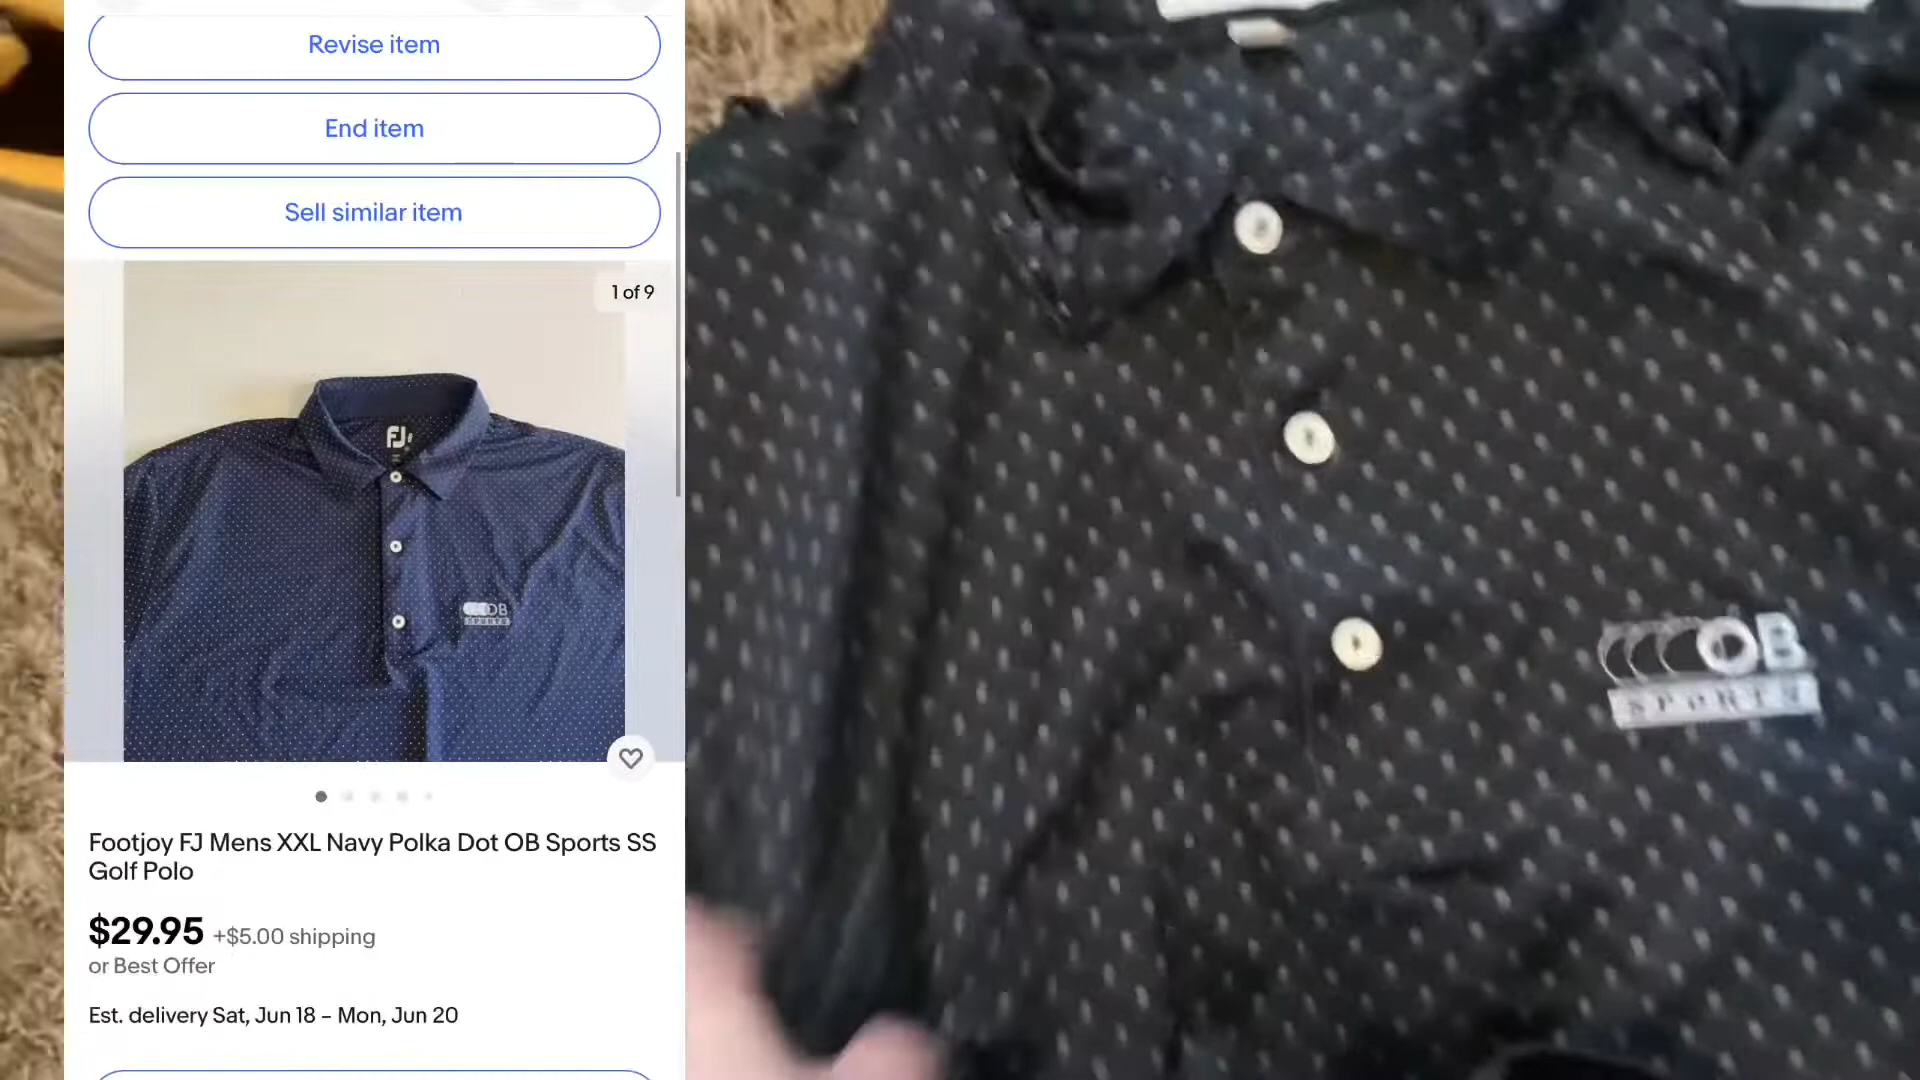 Revise item
End item
Sell similar item
1 of 9
FJ
OB
SPORTS
Footjoy FJ Mens XXL Navy Polka Dot OB Sports SS
Golf Polo
$29.95 +$5.00 shipping
or Best Offer
Est. delivery Sat, Jun 18 – Mon, Jun 20
OB
SPORTS